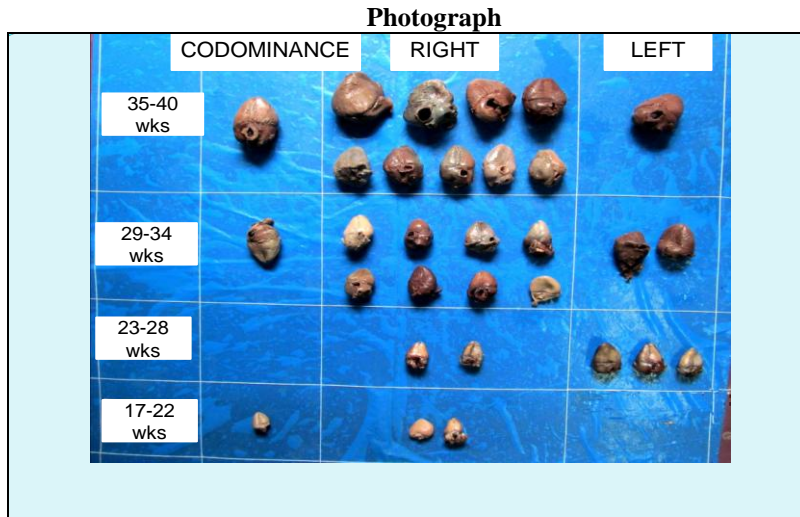 Photograph
CODOMINANCE RIGHT LEFT
35-40
wks
29-34
wks
23-28
wks
17-22
wks